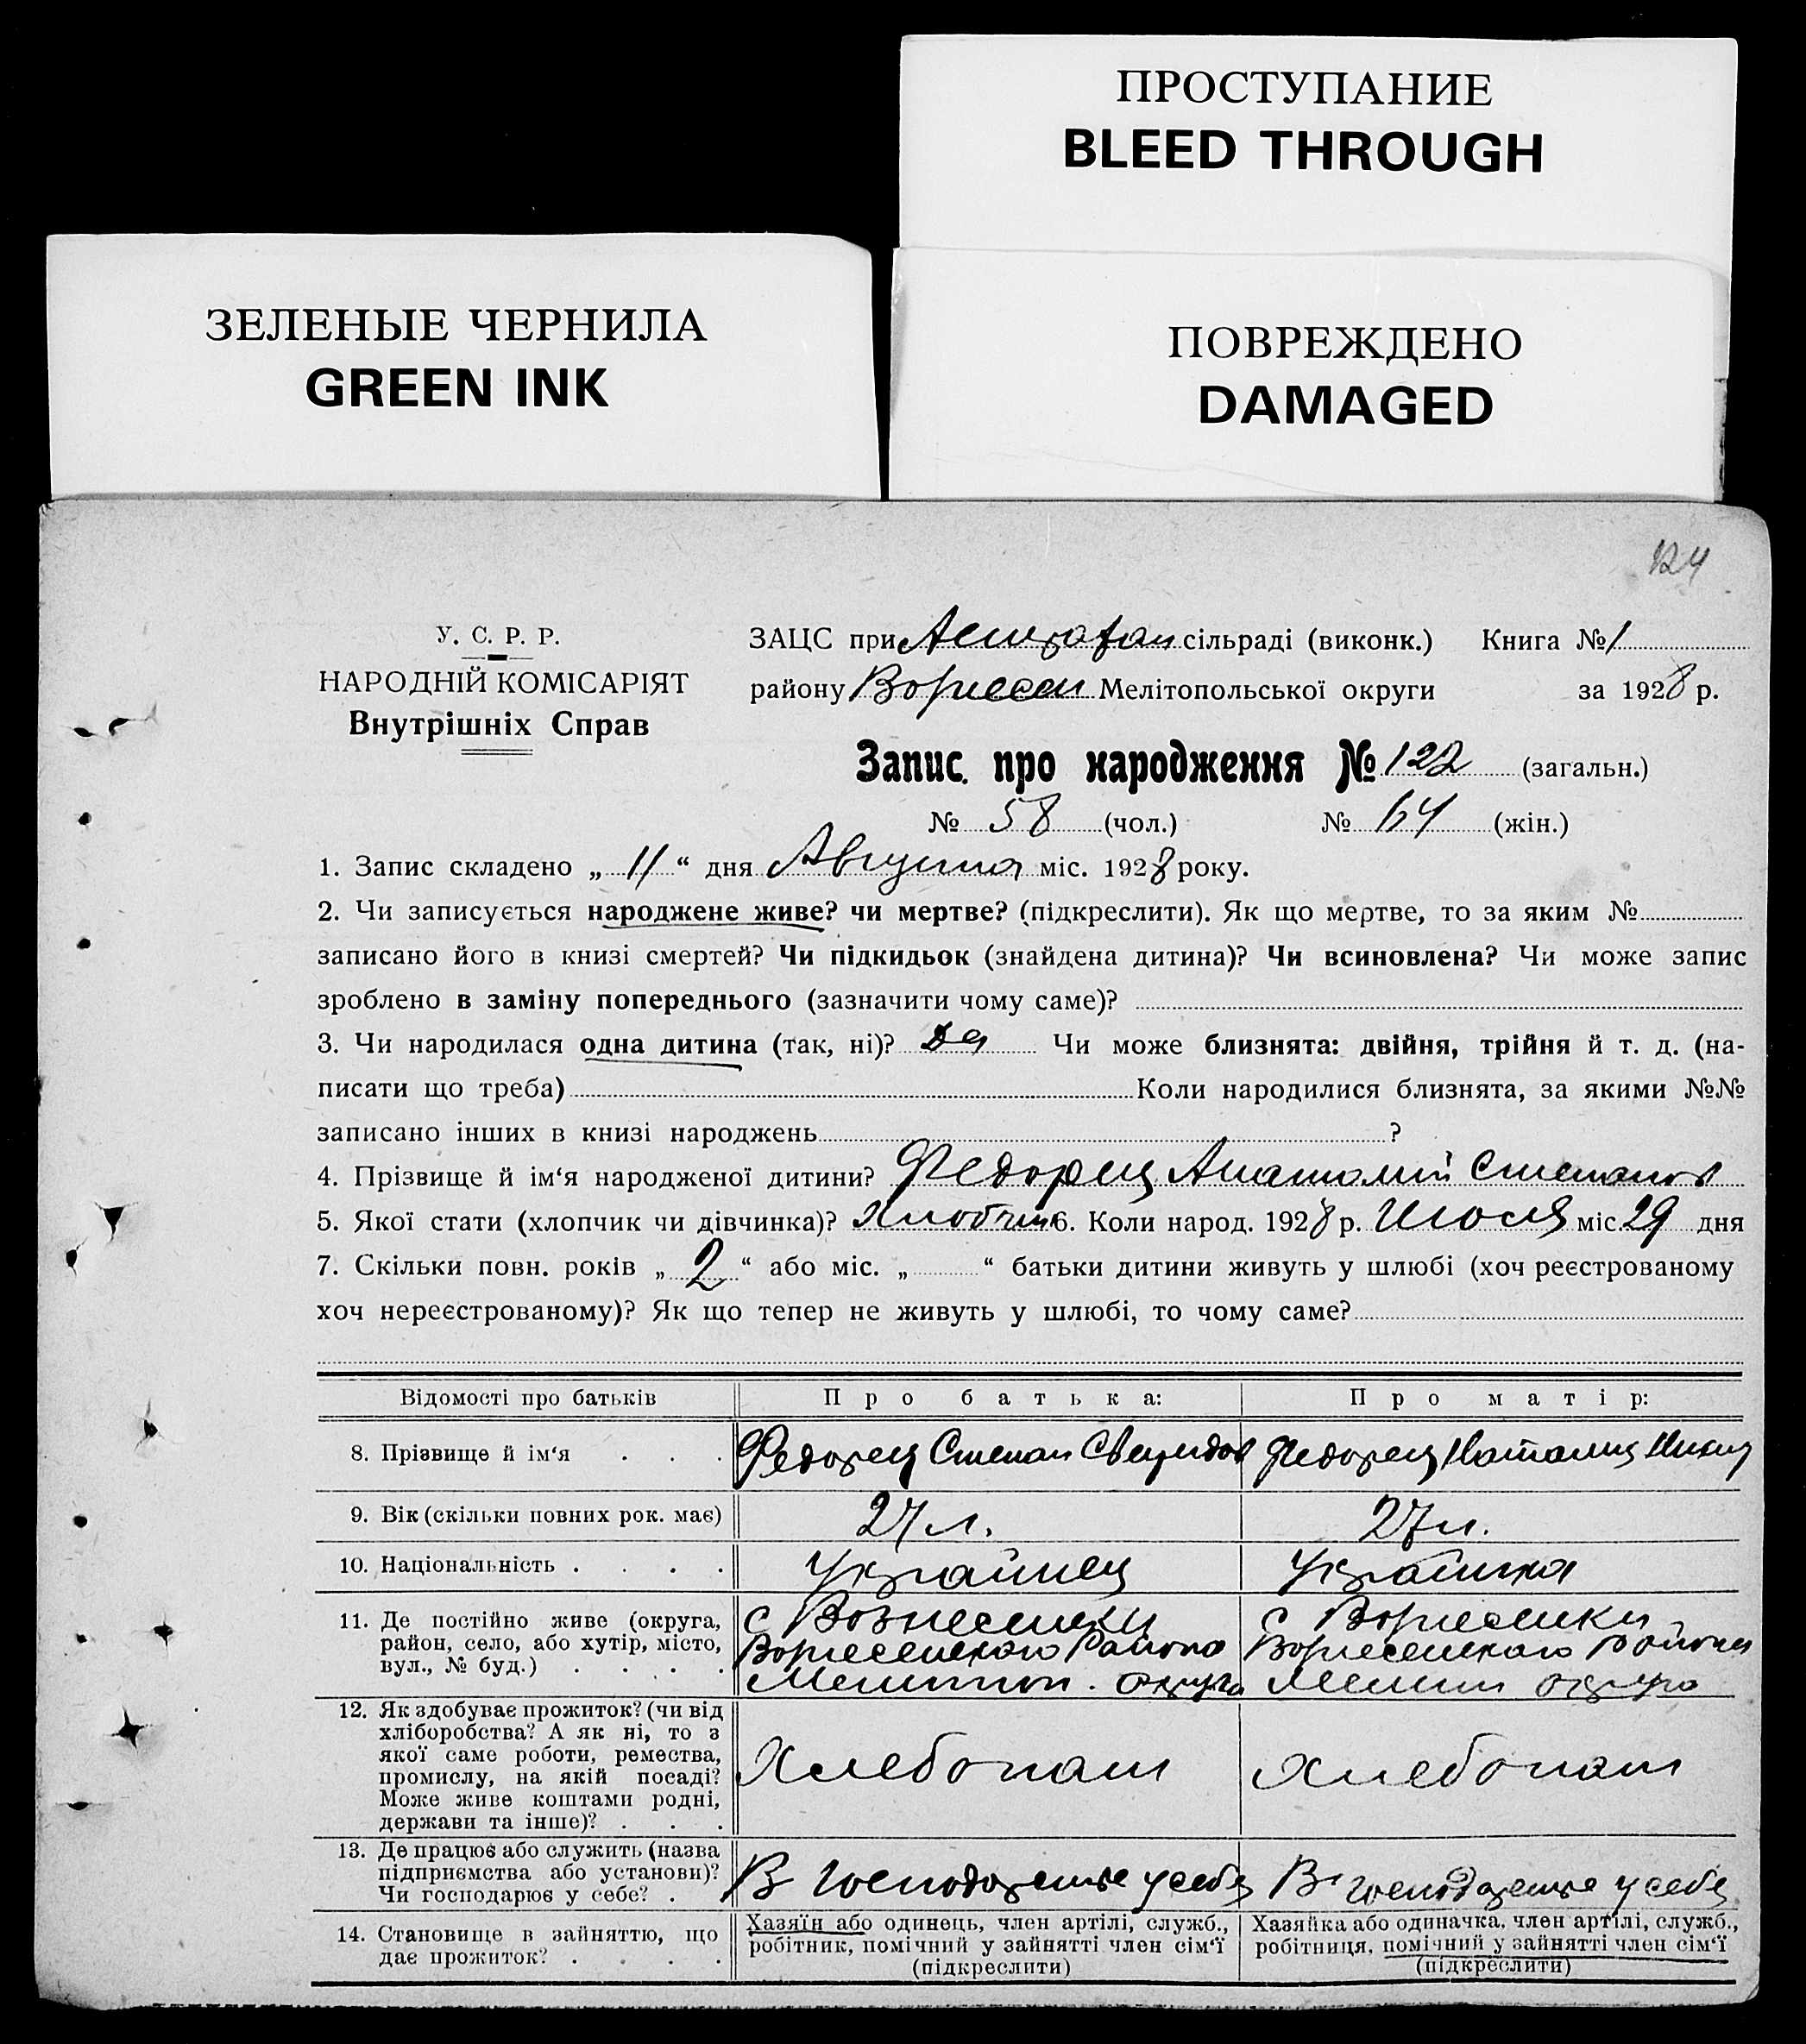 ПРОСТУПАНИЕ
BLEED THROUGH
ЗЕЛЕНЫЕ ЧЕРНИЛА
GREEN INK
ПОВРЕЖДЕНО
DAMAGED
124
У. С. Р. Р.
НАРОДНІЙ КОМІСАРІЯТ
Внутрішніх Справ
ЗАЦС при Астрахан сільраді (виконк.) Книга № 1
району Вознесен Мелітопольської округи за 1928 р.
Запис про народження № 122 (загальн.)
№ 58 (чол.) № 64 (жін.)
1. Запис складено „ 11 “ дня Августа міс. 1928 року.
2. Чи записується народжене живе? чи мертве? (підкреслити). Як що мертве, то за яким №
записано його в книзі смертей? Чи підкидьок (знайдена дитина)? Чи всиновлена? Чи може запис
зроблено в заміну попереднього (зазначити чому саме)?
3. Чи народилася одна дитина (так, ні)? да Чи може близнята: двійня, трійня й т. д. (на-
писати що треба) Коли народилися близнята, за якими №№
записано інших в книзі народжень ?
4. Прізвище й ім‘я народженої дитини? Федорец Анатолий Степанов
5. Якої стати (хлопчик чи дівчинка)? 6. Коли народ. 1928 р. Июля міс. 29 дня
7. Скільки повн. років „ 2 “ або міс. „ “ батьки дитини живуть у шлюбі (хоч реєстрованому
хоч нереєстрованому)? Як що тепер не живуть у шлюбі, то чому саме?
Відомості про батьків Про батька: Про матір:
8. Прізвище й ім‘я . . . Федорец Степан Свиридов Федорец Наталия
9. Вік (скільки повних рок. має) 27 л. 27 л.
10. Національність . . . . Украйнец Украинка
11. Де постійно живе (округа, с Вознесенки с Вознесенки
район, село, або хутір, місто, Вознесенкаго Района Вознесенкаго Района
вул., № буд.) . . . . Мелитоп. округа Мелит округа
12. Як здобуває прожиток? (чи від
хліборобства? А як ні, то з
якої саме роботи, ремества,
промислу, на якій посаді? Хлебопаш Хлебопаш
Може живе коштами родні,
держави та інше)? . . .
13. Де працює або служить (назва
підприємства або установи)? В господарстве у себя В господарстве у себя
Чи господарює у себе? .
14. Становище в зайняттю, що
дає прожиток? . . . .
Хазяїн або одинець, член артілі, служб.,
робітник, помічний у зайнятті член сім‘ї
(підкреслити)
Хазяйка або одиначка, член артілі, служб.,
робітниця, помічний у зайнятті член сім‘ї
(підкреслити)